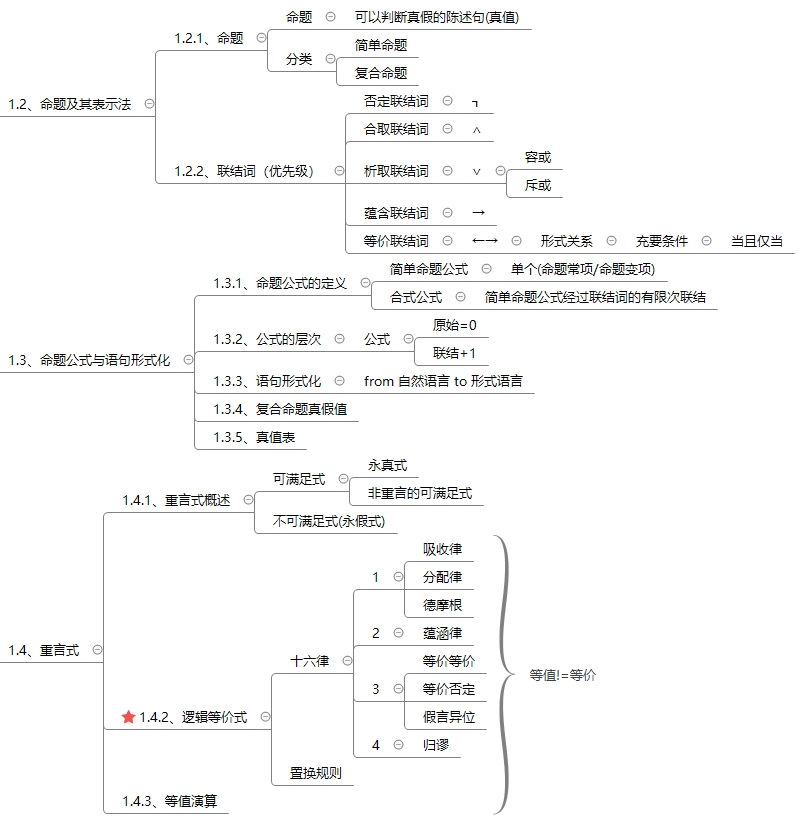 1.2、命题及其表示法
1.2.1、命题
命题
可以判断真假的陈述句(真值)
分类
简单命题
复合命题
1.2.2、联结词（优先级）
否定联结词
┓
合取联结词
∧
析取联结词
∨
容或
斥或
蕴含联结词
→
等价联结词
←→
形式关系
充要条件
当且仅当
1.3、命题公式与语句形式化
1.3.1、命题公式的定义
简单命题公式
单个(命题常项/命题变项)
合式公式
简单命题公式经过联结词的有限次联结
1.3.2、公式的层次
公式
原始=0
联结+1
1.3.3、语句形式化
from 自然语言 to 形式语言
1.3.4、复合命题真假值
1.3.5、真值表
1.4、重言式
1.4.1、重言式概述
可满足式
永真式
非重言的可满足式
不可满足式(永假式)
1.4.2、逻辑等价式
十六律
1
吸收律
分配律
德摩根
2
蕴涵律
3
等价等价
等价否定
假言异位
4
归谬
置换规则
1.4.3、等值演算
等值!=等价